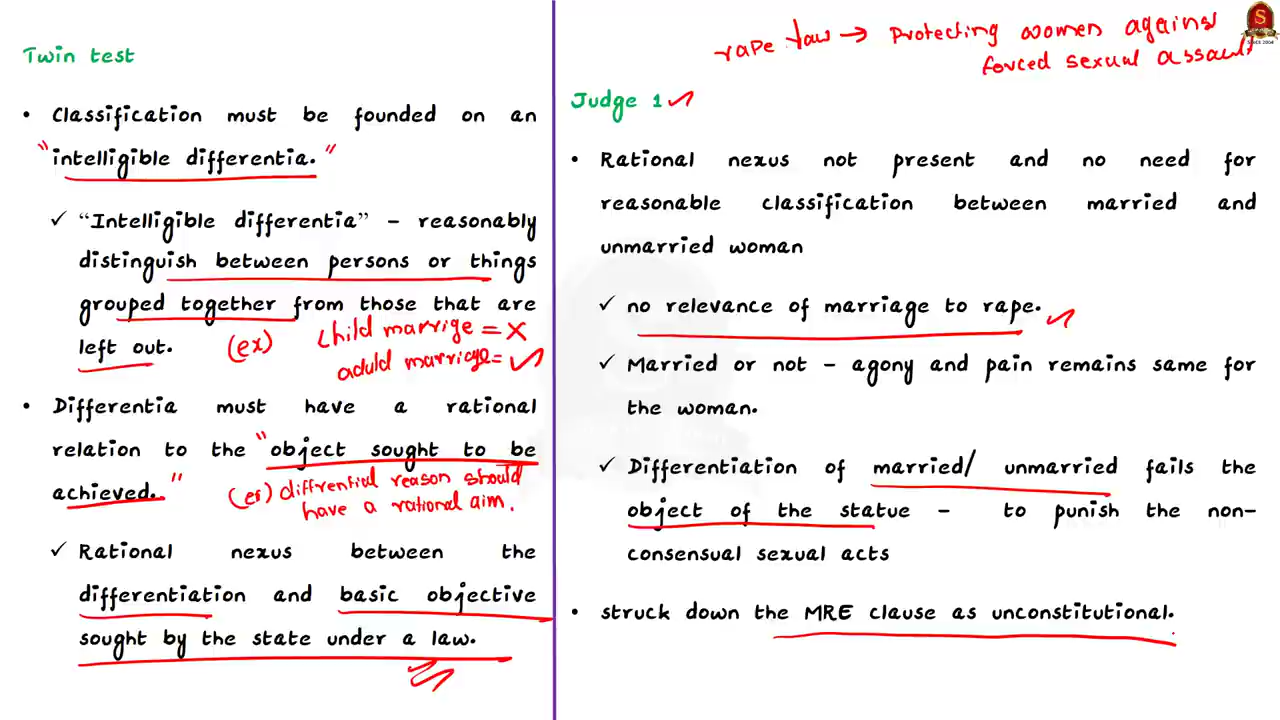 Twin test
• Classification must be founded on an
"intelligible differentia."
✓ "Intelligible differentia" – reasonably
distinguish between persons or things
grouped together from those that are
left out.
(ex) child marrige = X
aduld marriage = ✓
• Differentia must have a rational
relation to the "object sought to be
achieved."
(es) diffrential reason should
have a rational aim.
✓ Rational nexus between the
differentiation and basic objective
sought by the state under a law.
rape law → Protecting women against
forced sexual assault
S
SINCE 2004
Judge 1 ✓
• Rational nexus not present and no need for
reasonable classification between married and
unmarried woman
✓ no relevance of marriage to rape. ✓
✓ Married or not – agony and pain remains same for
the woman.
✓ Differentiation of married/ unmarried fails the
object of the statue – to punish the non-
consensual sexual acts
• struck down the MRE clause as unconstitutional.